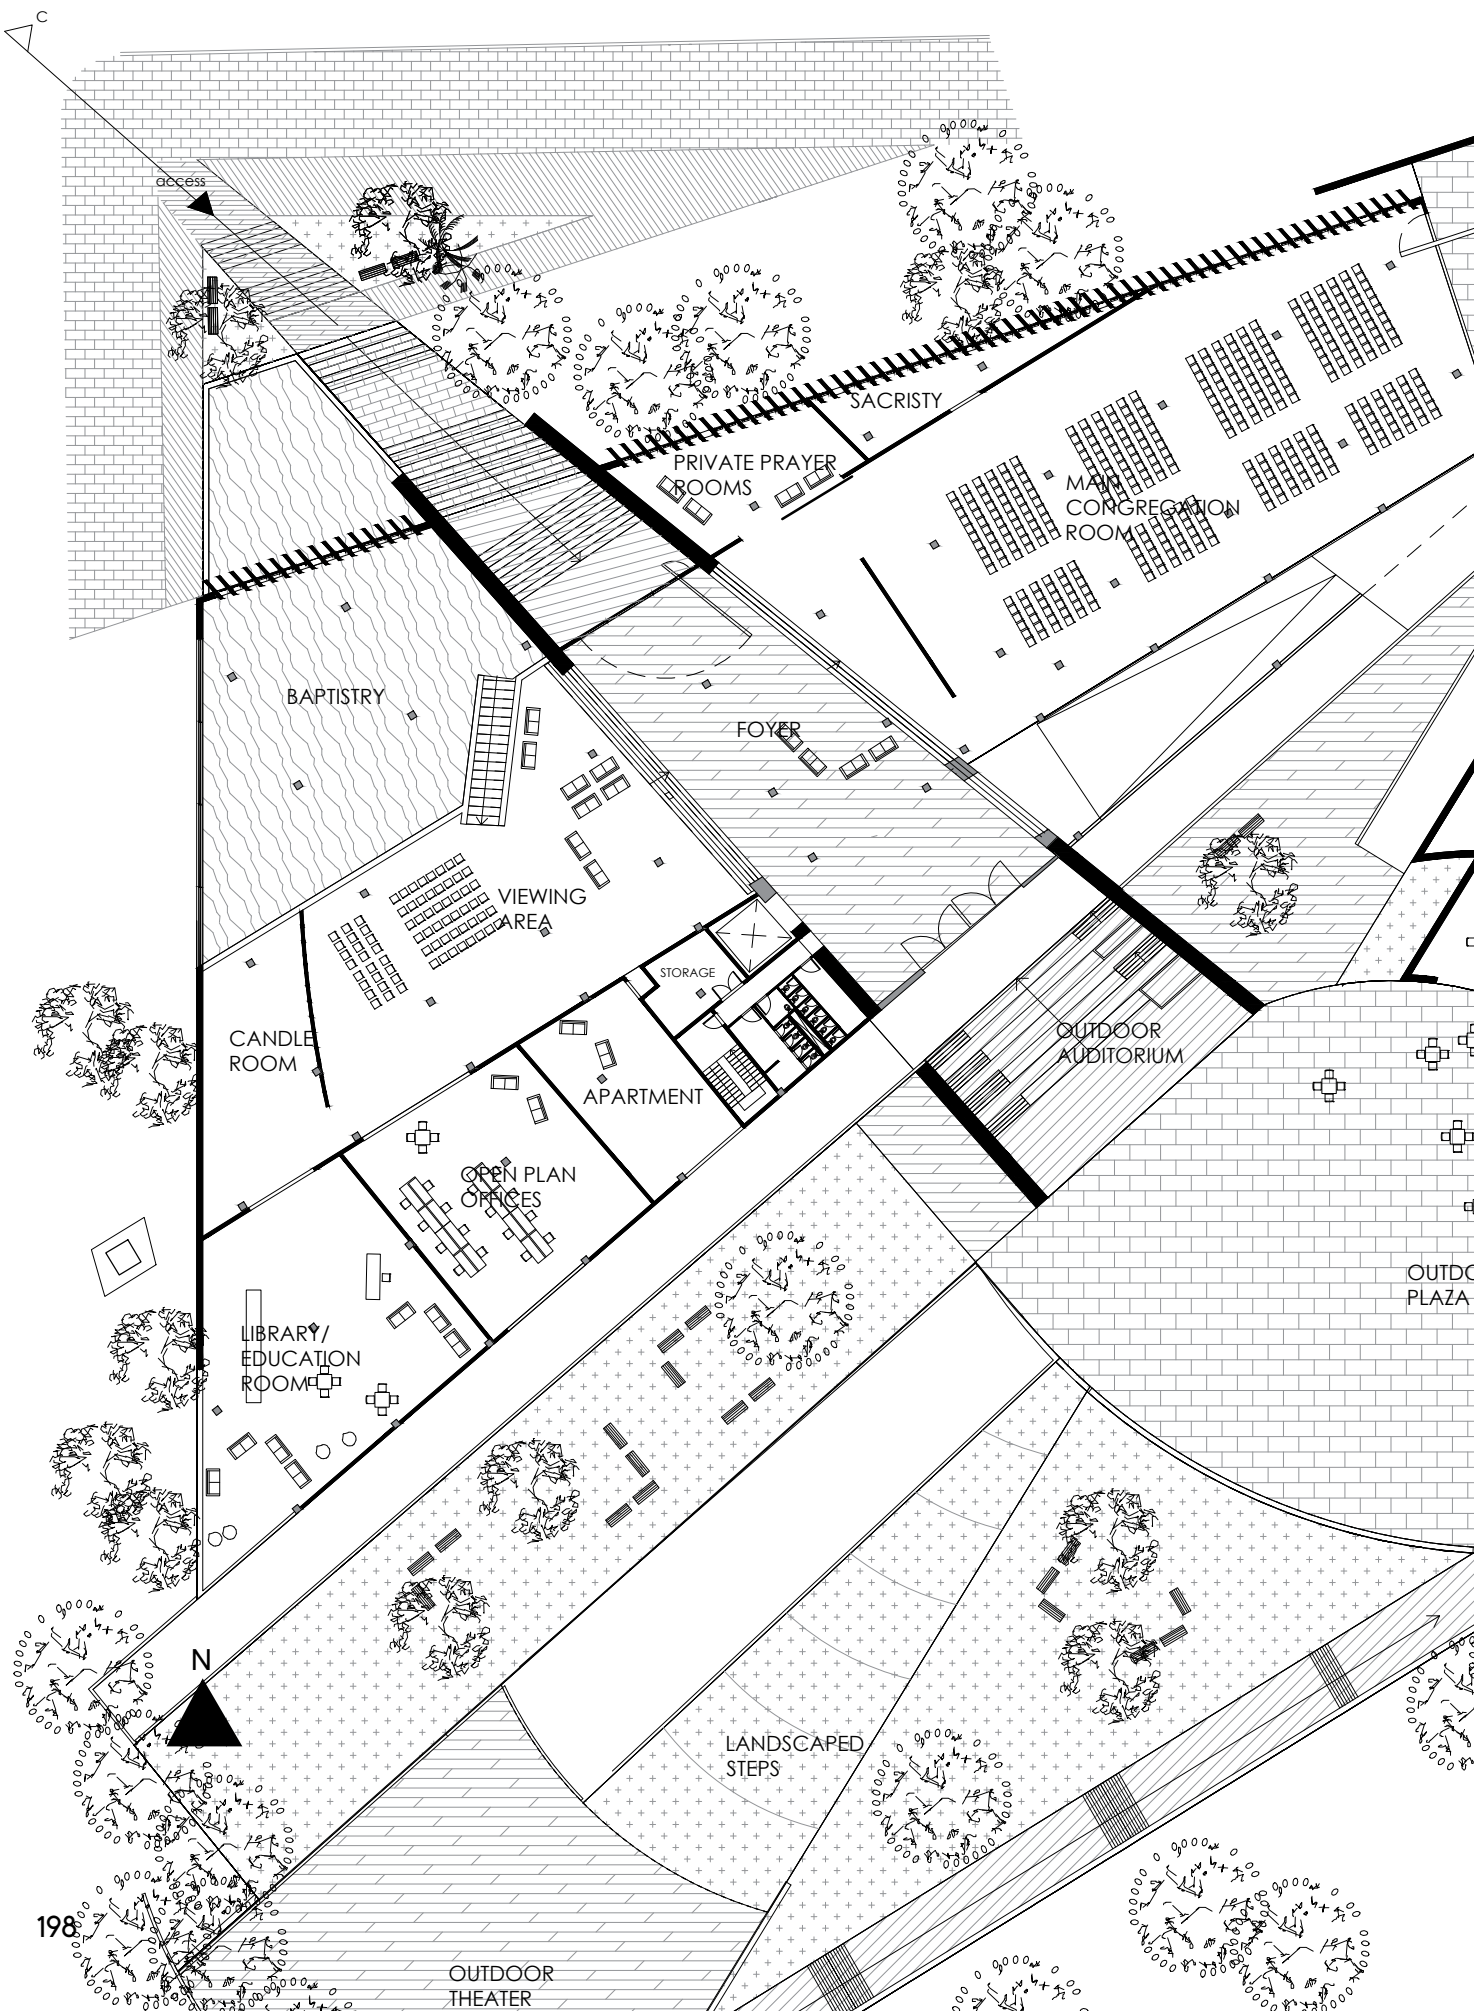 C
access
SACRISTY
PRIVATE PRAYER
ROOMS
MAIN
CONGREGATION
ROOM
BAPTISTRY
FOYER
VIEWING
AREA
STORAGE
CANDLE
ROOM
OUTDOOR
AUDITORIUM
APARTMENT
OPEN PLAN
OFFICES
OUTDO
PLAZA
LIBRARY/
EDUCATION
ROOM
N
LANDSCAPED
STEPS
198
OUTDOOR
THEATER